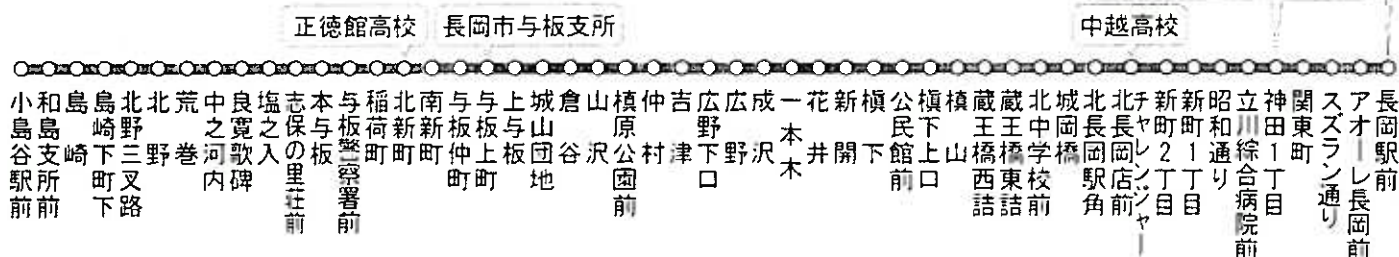 正徳館高校
長岡市与板支所
中越高校
小島谷駅前
和島支所前
島崎
島崎下町下
北野三叉路
北野
荒巻
中之河内
良寛歌碑
塩之入
志保の里荘前
本与板
与板警察署前
稲荷町
北新町
南新町
与板仲町
与板上町
上与板
城山団地
倉谷
山沢
槙原公園前
仲村
吉津
広野下口
広野
成沢
一本木
花井
新開
槇下
公民館前
槇下上口
槙山
蔵王橋西詰
蔵王橋東詰
北中学校前
城岡橋
北長岡駅角
チャレンジャー北長岡店前
新町2丁目
新町1丁目
昭和通り
立川綜合病院前
神田1丁目
関東町
スズラン通り
アオーレ長岡前
長岡駅前